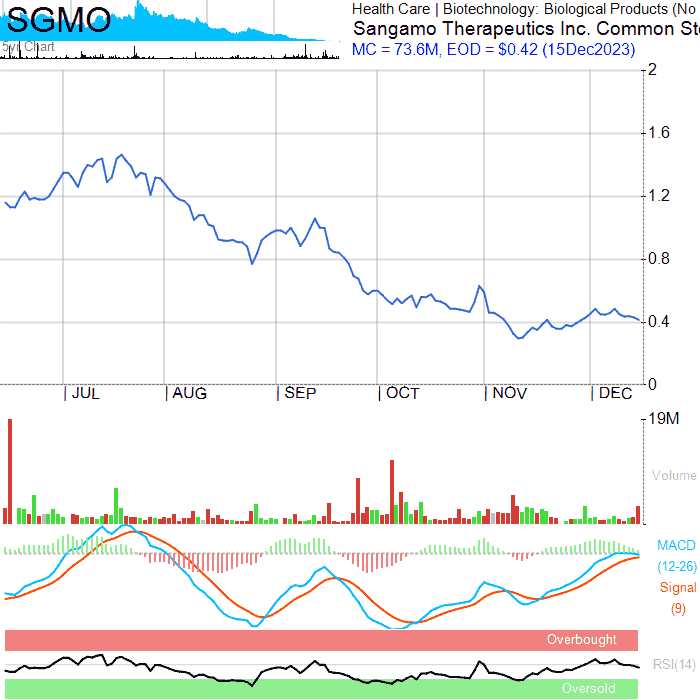 SGMO
5yr Chart
Health Care | Biotechnology: Biological Products (No
Sangamo Therapeutics Inc. Common St
MC = 73.6M, EOD = $0.42 (15Dec2023)
2
1.6
1.2
0.8
0.4
0
JUL AUG SEP OCT NOV DEC
19M
Volume
MACD
(12-26)
Signal
(9)
Overbought
RSI(14)
Oversold